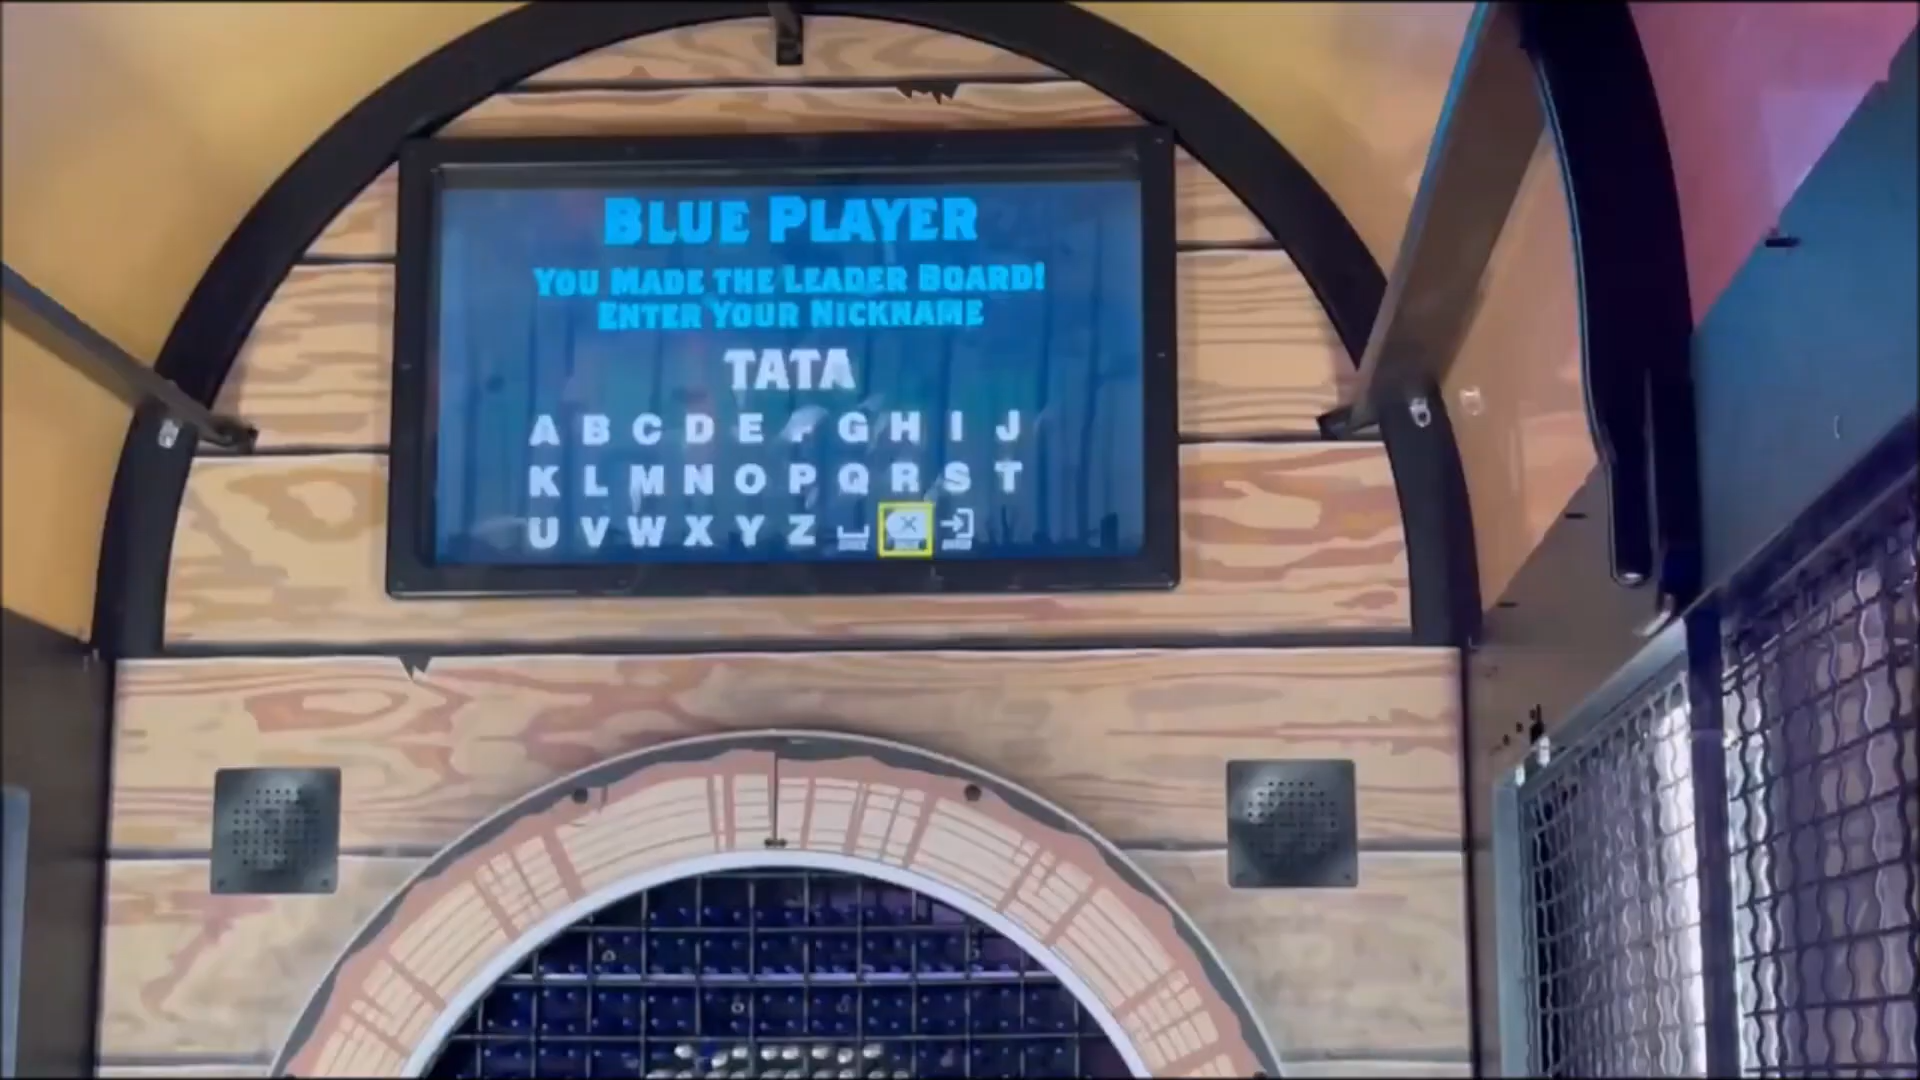 BLUE PLAYER
YOU MADE THE LEADER BOARD!
ENTER YOUR NICKNAME
TATA
A B C D E F G H I J
K L M N O P Q R S T
U V W X Y Z